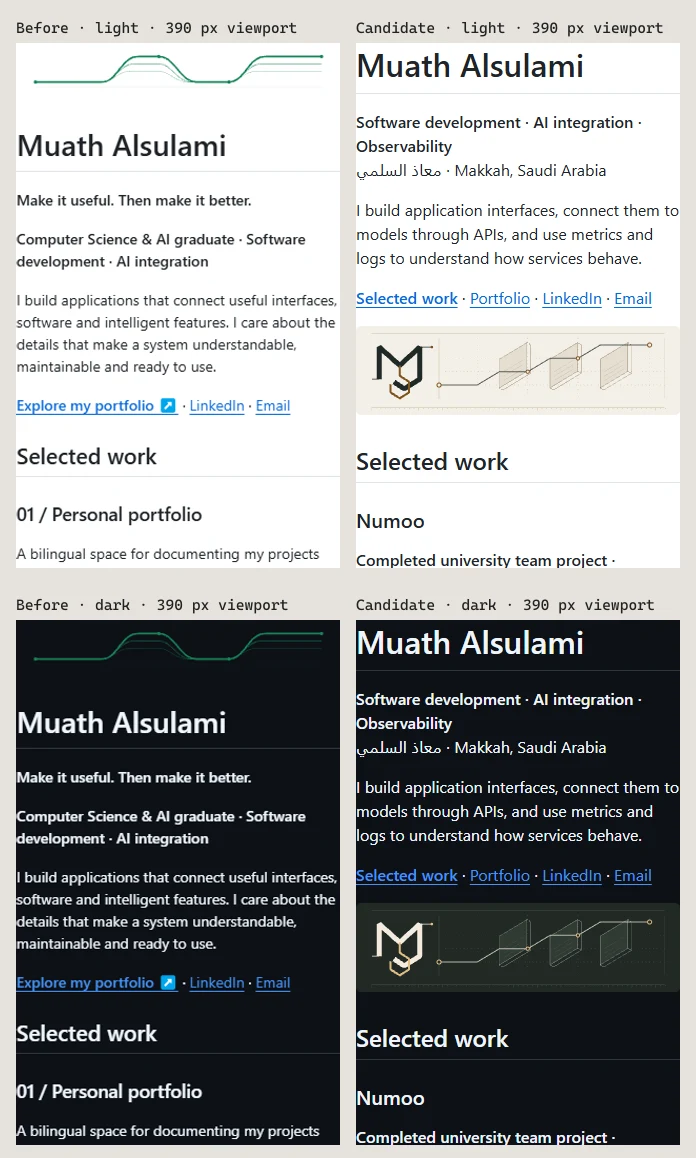 Before · light · 390 px viewport
Muath Alsulami
Make it useful. Then make it better.
Computer Science & AI graduate · Software
development · AI integration
I build applications that connect useful interfaces,
software and intelligent features. I care about the
details that make a system understandable,
maintainable and ready to use.
Explore my portfolio ↗ · LinkedIn · Email
Selected work
01 / Personal portfolio
A bilingual space for documenting my projects
Candidate · light · 390 px viewport
Muath Alsulami
Software development · AI integration ·
Observability
معاذ السلمي · Makkah, Saudi Arabia
I build application interfaces, connect them to
models through APIs, and use metrics and
logs to understand how services behave.
Selected work · Portfolio · LinkedIn · Email
Selected work
Numoo
Completed university team project ·
Before · dark · 390 px viewport
Muath Alsulami
Make it useful. Then make it better.
Computer Science & AI graduate · Software
development · AI integration
I build applications that connect useful interfaces,
software and intelligent features. I care about the
details that make a system understandable,
maintainable and ready to use.
Explore my portfolio ↗ · LinkedIn · Email
Selected work
01 / Personal portfolio
A bilingual space for documenting my projects
Candidate · dark · 390 px viewport
Muath Alsulami
Software development · AI integration ·
Observability
معاذ السلمي · Makkah, Saudi Arabia
I build application interfaces, connect them to
models through APIs, and use metrics and
logs to understand how services behave.
Selected work · Portfolio · LinkedIn · Email
Selected work
Numoo
Completed university team project ·